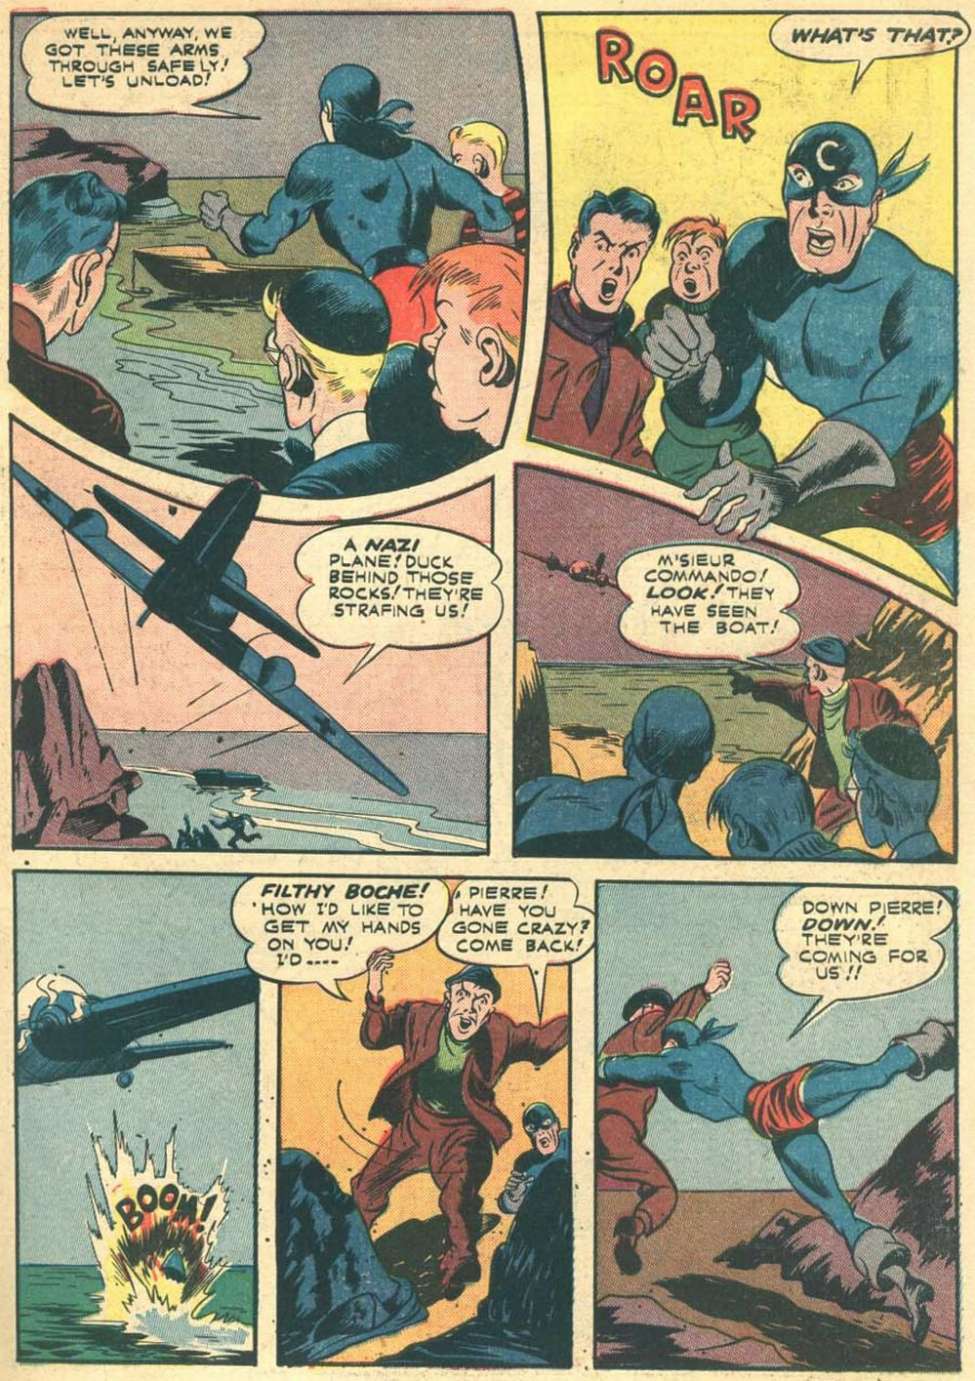 WELL, ANYWAY, WE
GOT THESE ARMS
THROUGH SAFELY!
LET'S UNLOAD!
ROAR
WHAT'S THAT?
C
A NAZI
PLANE! DUCK
BEHIND THOSE
ROCKS! THEY'RE
STRAFING US!
M'SIEUR
COMMANDO!
LOOK! THEY
HAVE SEEN
THE BOAT!
BOOM!
FILTHY BOCHE!
HOW I'D LIKE TO
GET MY HANDS
ON YOU!
I'D----
PIERRE!
HAVE YOU
GONE CRAZY?
COME BACK!
DOWN PIERRE!
DOWN!
THEY'RE
COMING FOR
US!!